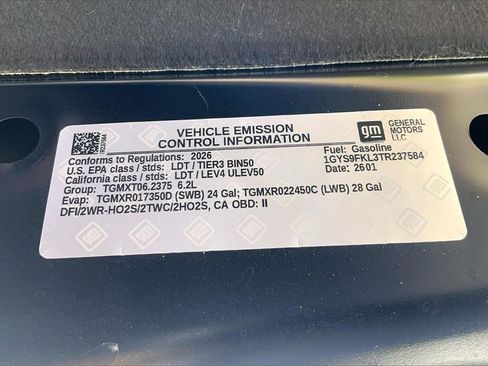 VEHICLE EMISSION
CONTROL INFORMATION
gm
GENERAL
MOTORS
LLC
Conforms to Regulations: 2026
Fuel: Gasoline
U.S. EPA class / stds: LDT / TIER3 BIN50
1GYS9FKL3TR237584
California class / stds: LDT / LEV4 ULEV50
Date: 2601
Group: TGMXT06.2375 6.2L
Evap: TGMXR017350D (SWB) 24 Gal; TGMXR022450C (LWB) 28 Gal
DFI/2WR-HO2S/2TWC/2HO2S, CA OBD: II